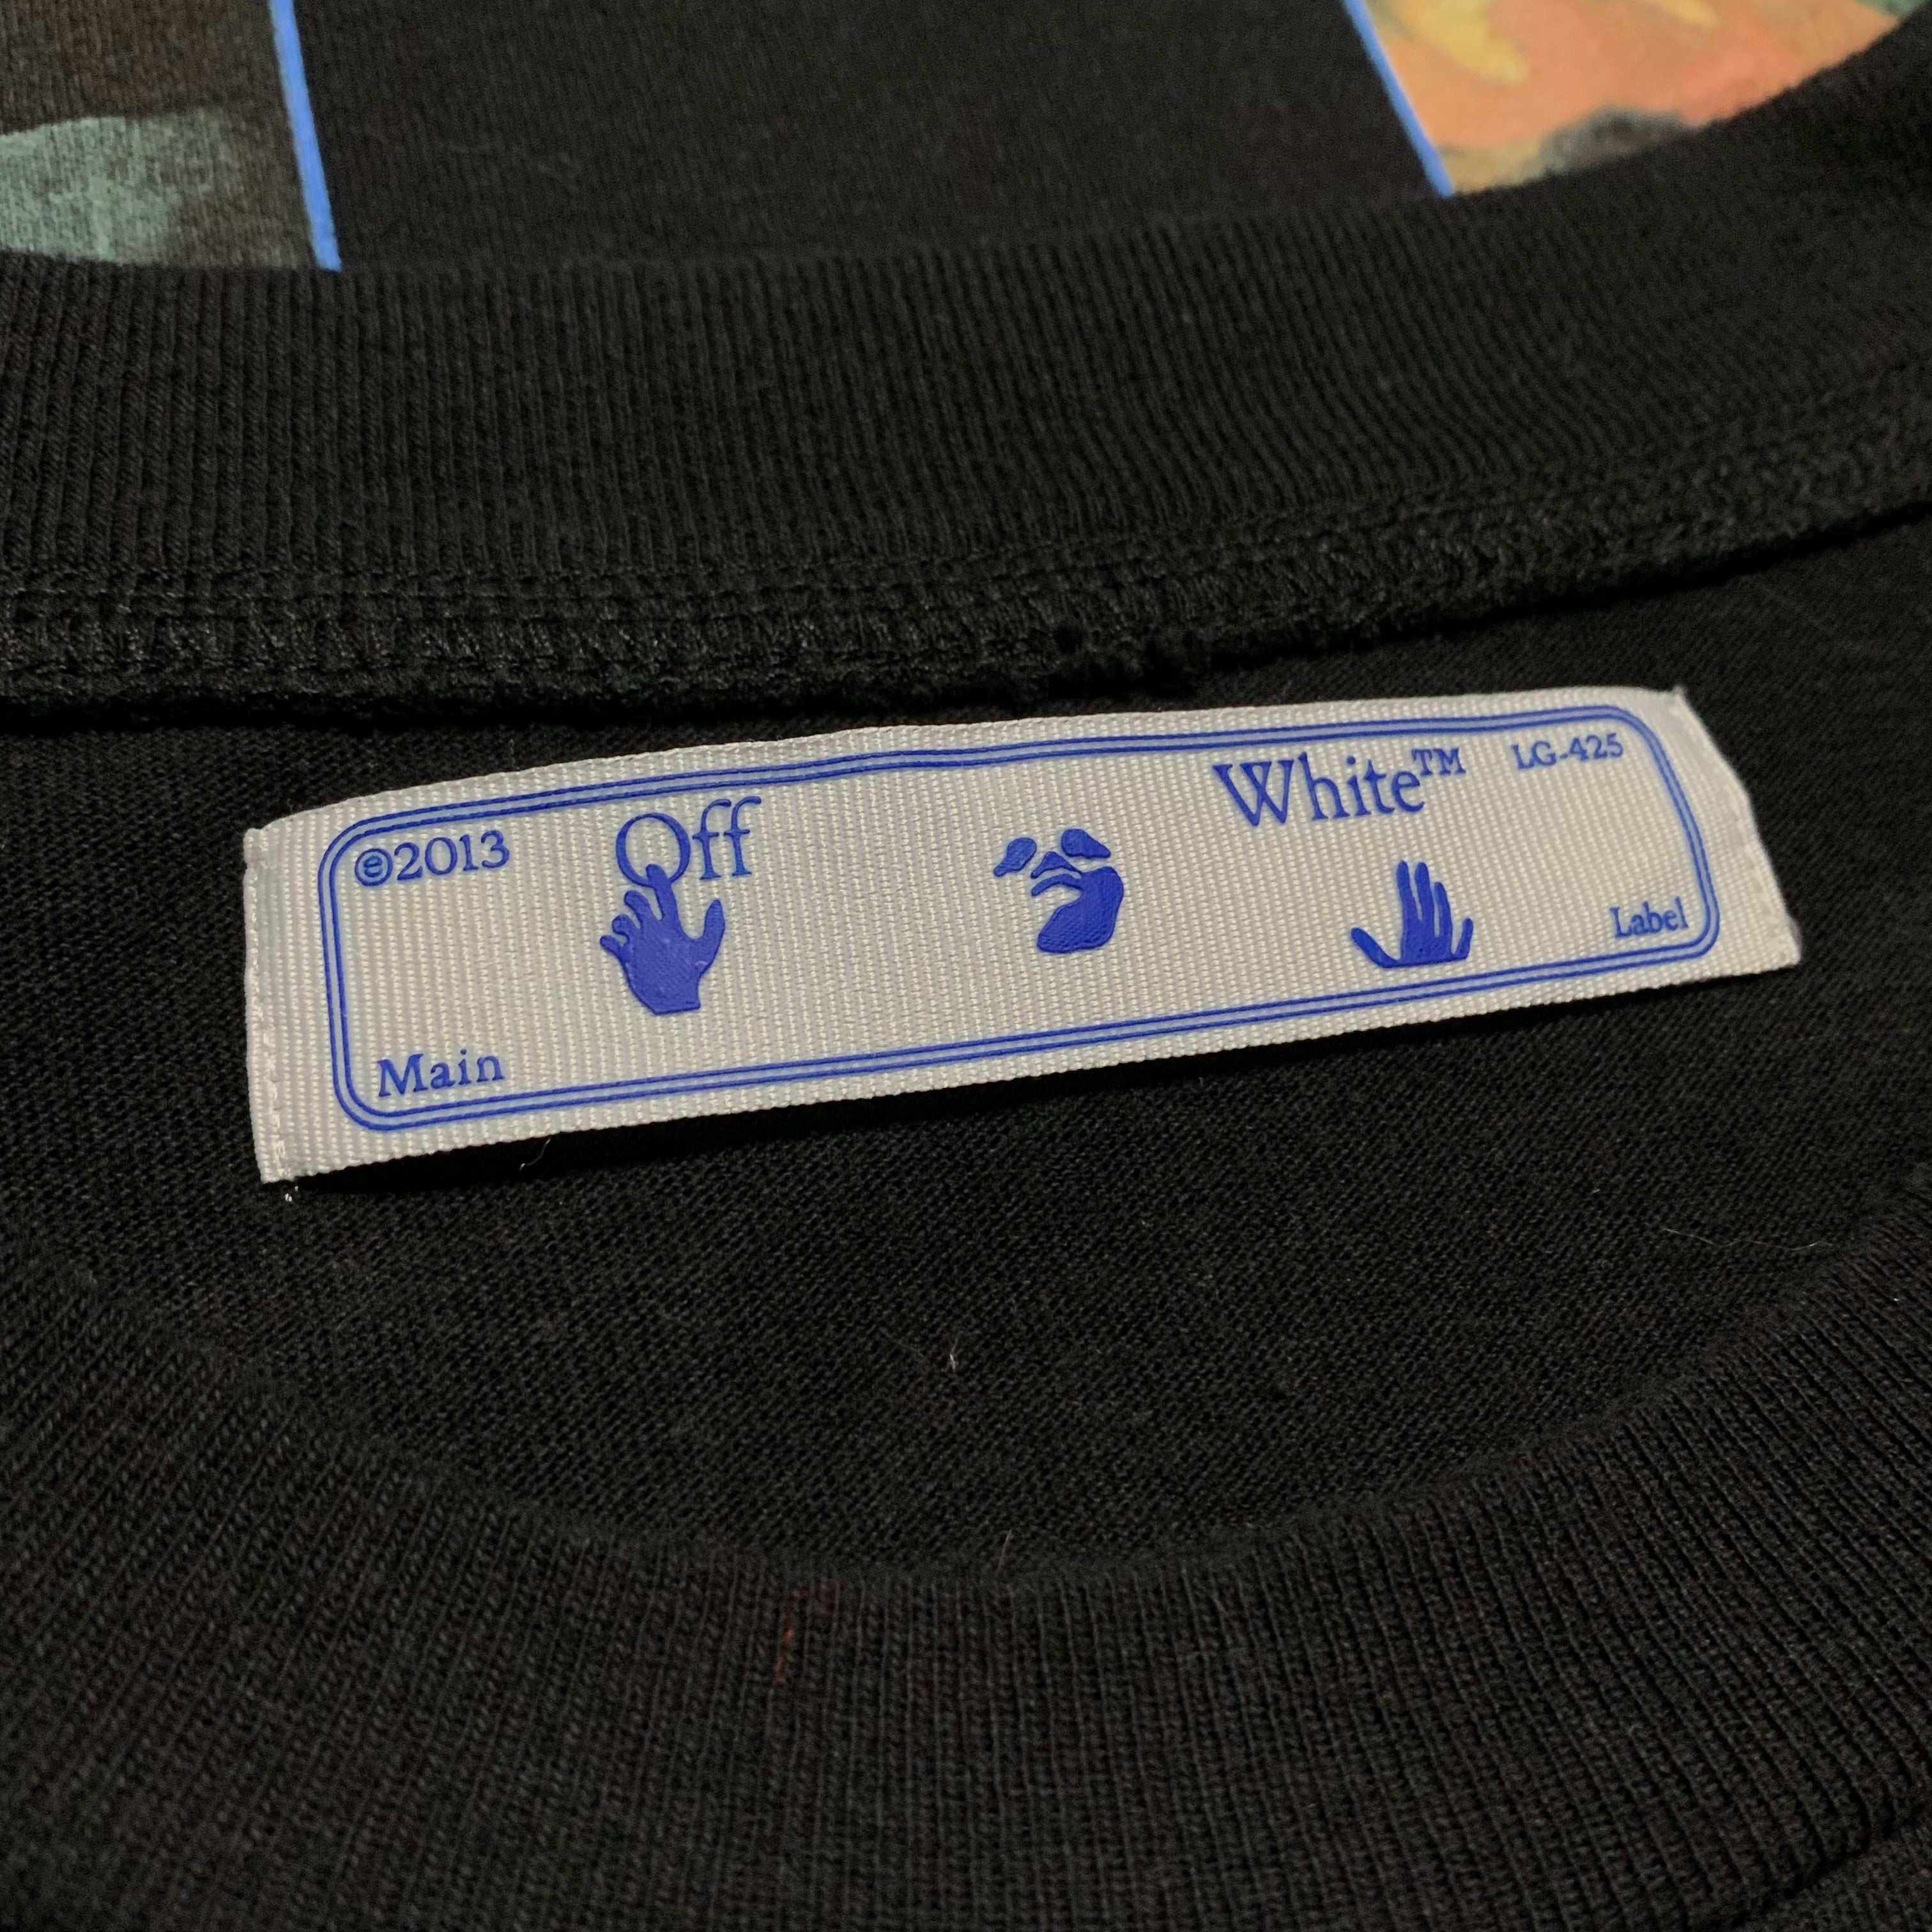 ©2013 Off White™ LG-425
Main Label